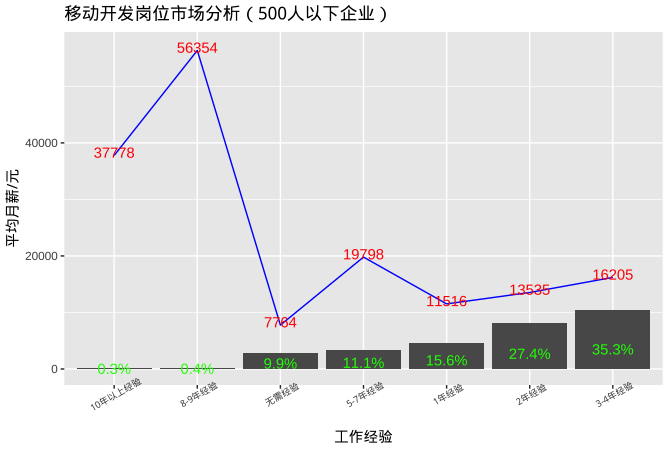 移动开发岗位市场分析（500人以下企业）
平均月薪/元
40000
20000
0
37778
56354
7764
19798
11516
13535
16205
0.3%
0.4%
9.9%
11.1%
15.6%
27.4%
35.3%
10年以上经验
8-9年经验
无需经验
5-7年经验
1年经验
2年经验
3-4年经验
工作经验